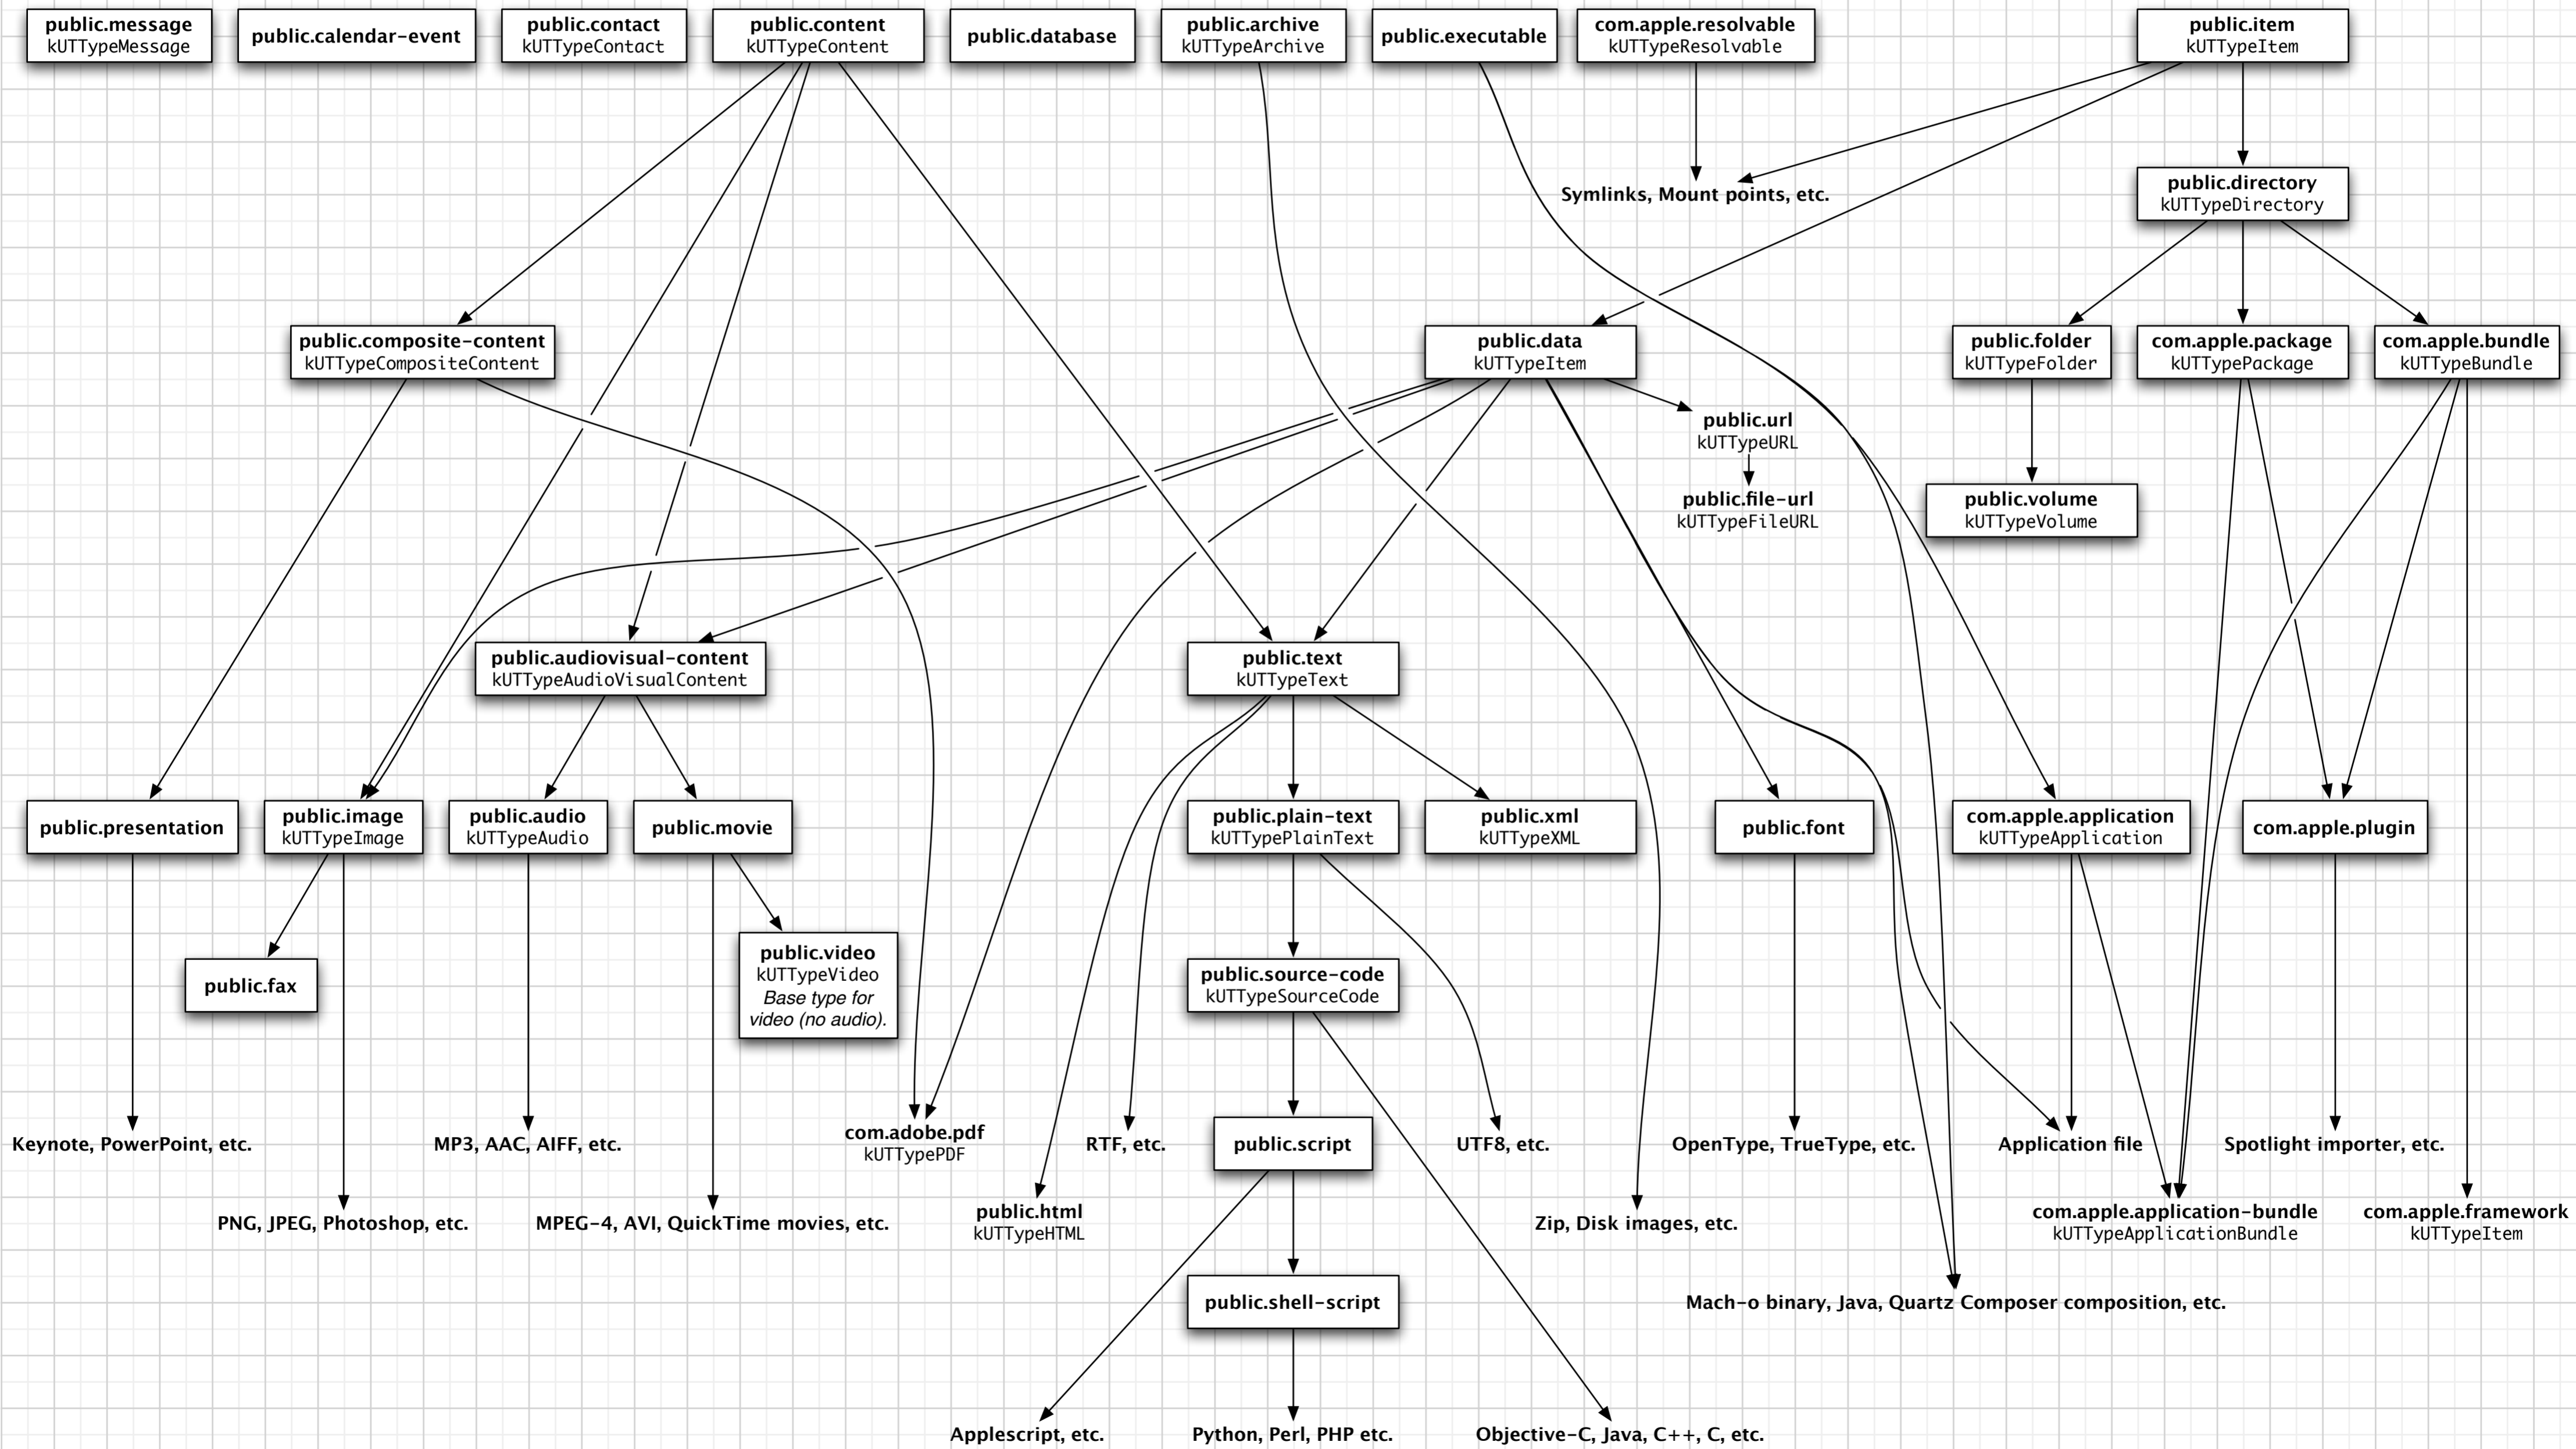 public.message
kUTTypeMessage
public.calendar-event
public.contact
kUTTypeContact
public.content
kUTTypeContent
public.database
public.archive
kUTTypeArchive
public.executable
com.apple.resolvable
kUTTypeResolvable
public.item
kUTTypeItem
Symlinks, Mount points, etc.
public.directory
kUTTypeDirectory
public.composite-content
kUTTypeCompositeContent
public.data
kUTTypeItem
public.folder
kUTTypeFolder
com.apple.package
kUTTypePackage
com.apple.bundle
kUTTypeBundle
public.url
kUTTypeURL
public.file-url
kUTTypeFileURL
public.volume
kUTTypeVolume
public.audiovisual-content
kUTTypeAudioVisualContent
public.text
kUTTypeText
public.presentation
public.image
kUTTypeImage
public.audio
kUTTypeAudio
public.movie
public.plain-text
kUTTypePlainText
public.xml
kUTTypeXML
public.font
com.apple.application
kUTTypeApplication
com.apple.plugin
public.fax
public.video
kUTTypeVideo
Base type for
video (no audio).
public.source-code
kUTTypeSourceCode
Keynote, PowerPoint, etc.
MP3, AAC, AIFF, etc.
com.adobe.pdf
kUTTypePDF
RTF, etc.
public.script
UTF8, etc.
OpenType, TrueType, etc.
Application file
Spotlight importer, etc.
PNG, JPEG, Photoshop, etc.
MPEG-4, AVI, QuickTime movies, etc.
public.html
kUTTypeHTML
Zip, Disk images, etc.
com.apple.application-bundle
kUTTypeApplicationBundle
com.apple.framework
kUTTypeItem
public.shell-script
Mach-o binary, Java, Quartz Composer composition, etc.
Applescript, etc.
Python, Perl, PHP etc.
Objective-C, Java, C++, C, etc.